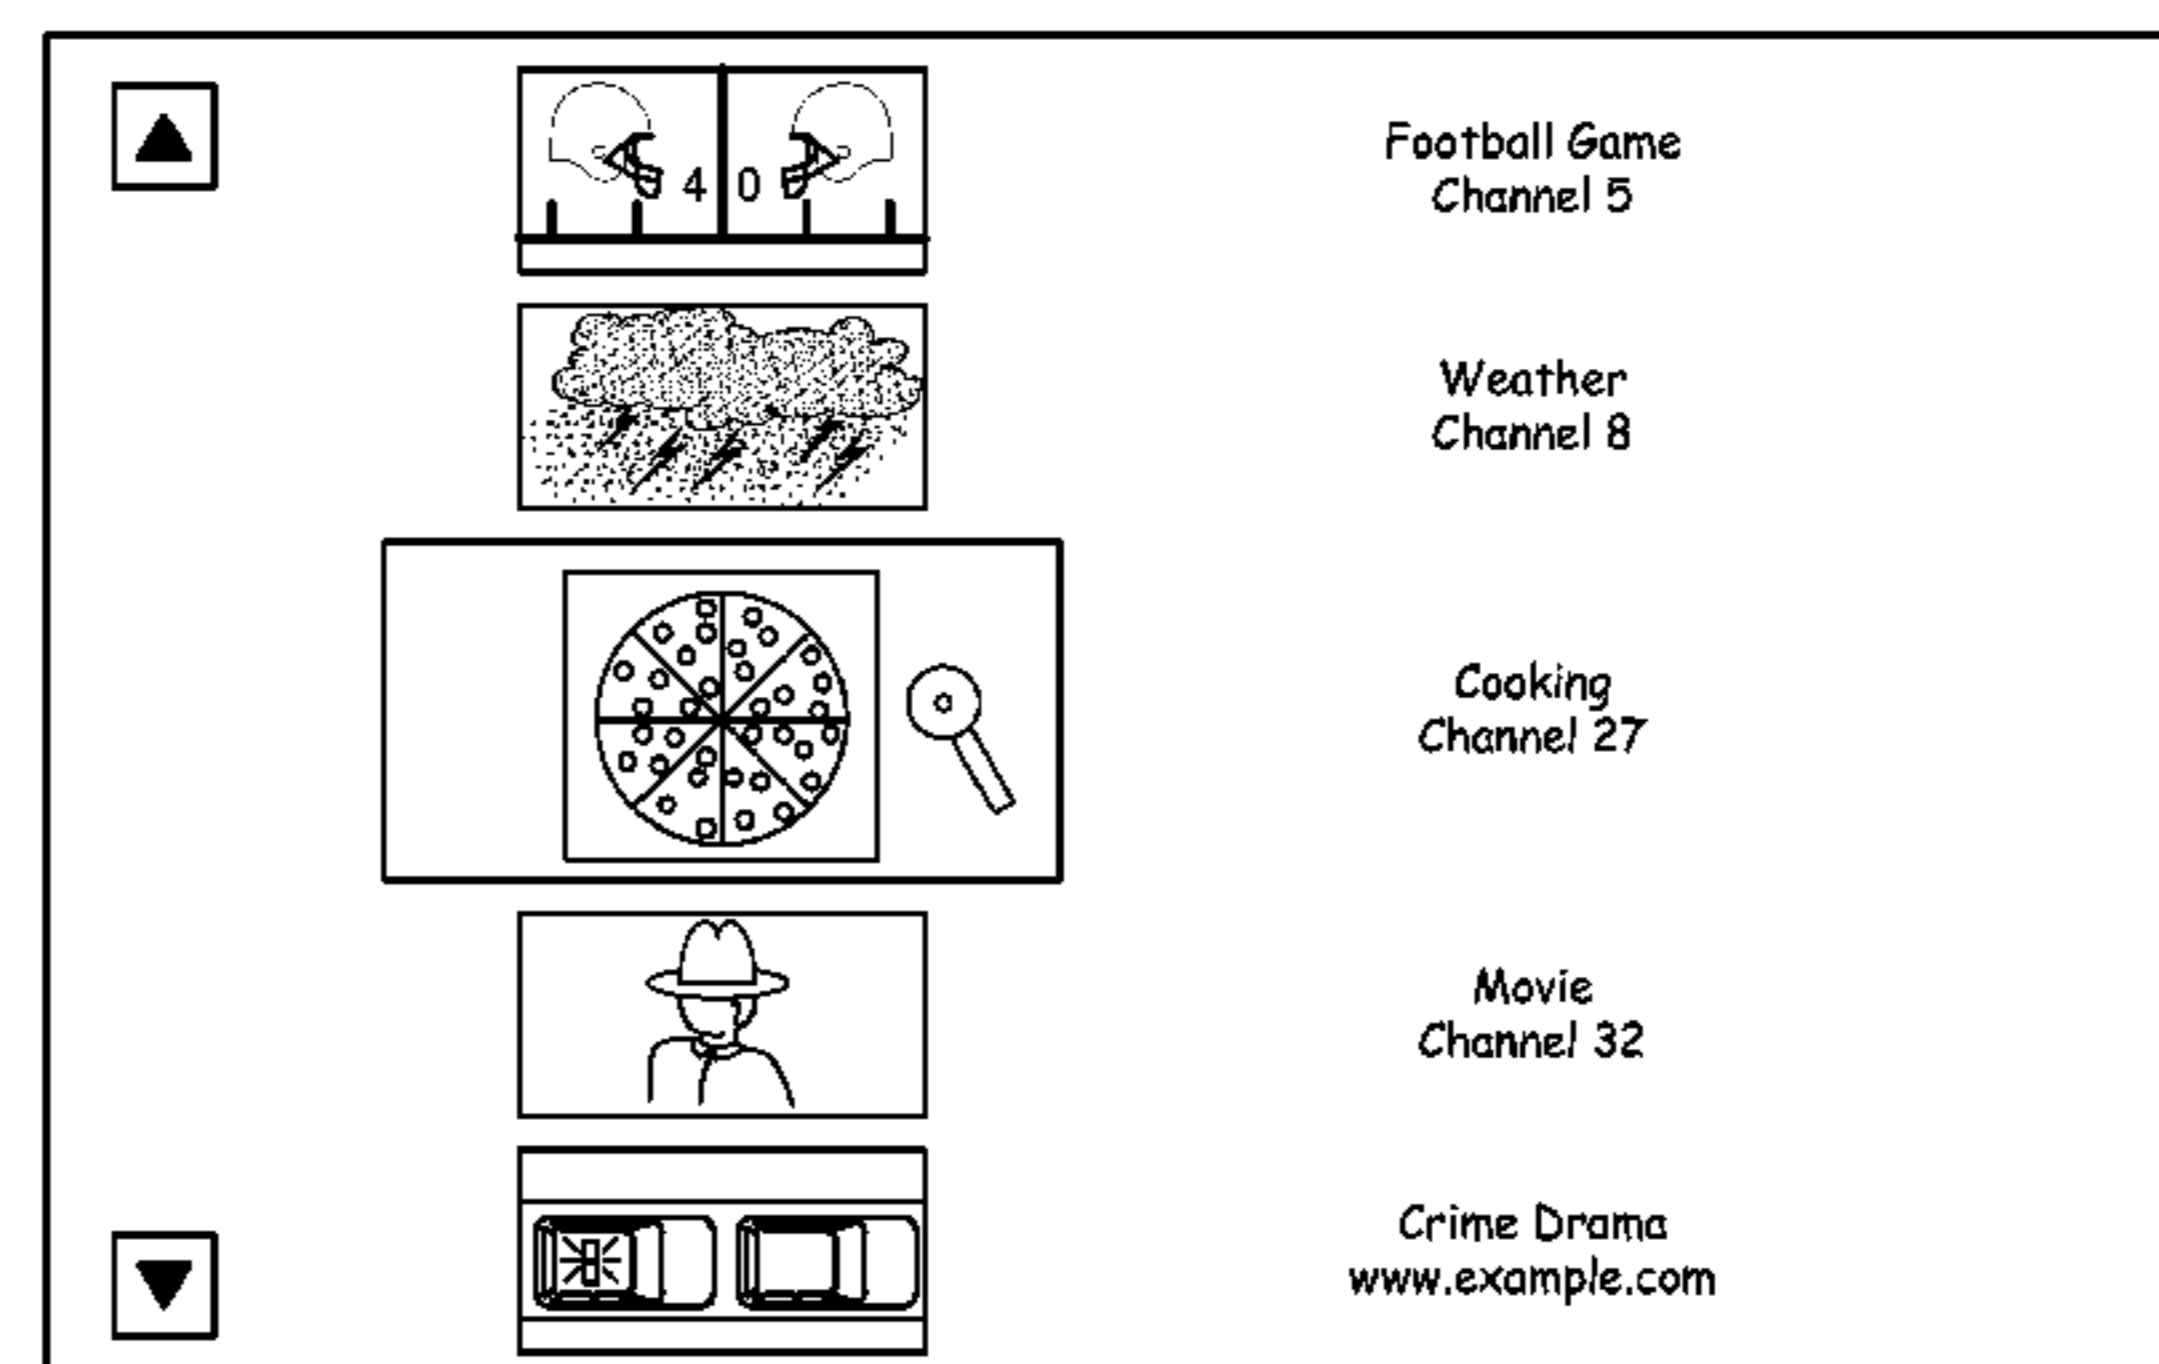 4 0
Football Game
Channel 5
Weather
Channel 8
Cooking
Channel 27
Movie
Channel 32
Crime Drama
www.example.com